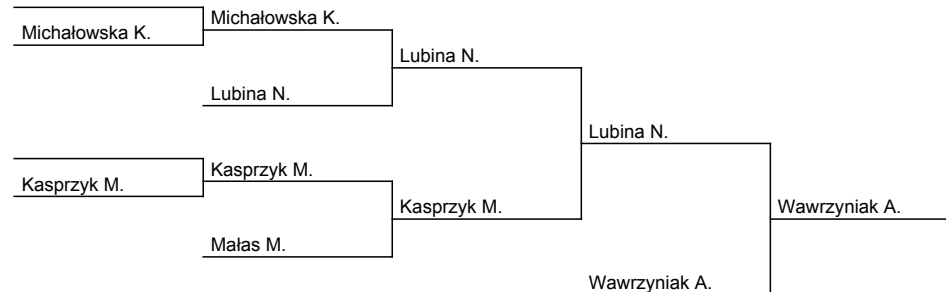 Michałowska K.
Michałowska K.
Lubina N.
Lubina N.
Lubina N.
Kasprzyk M.
Kasprzyk M.
Kasprzyk M.
Wawrzyniak A.
Małas M.
Wawrzyniak A.